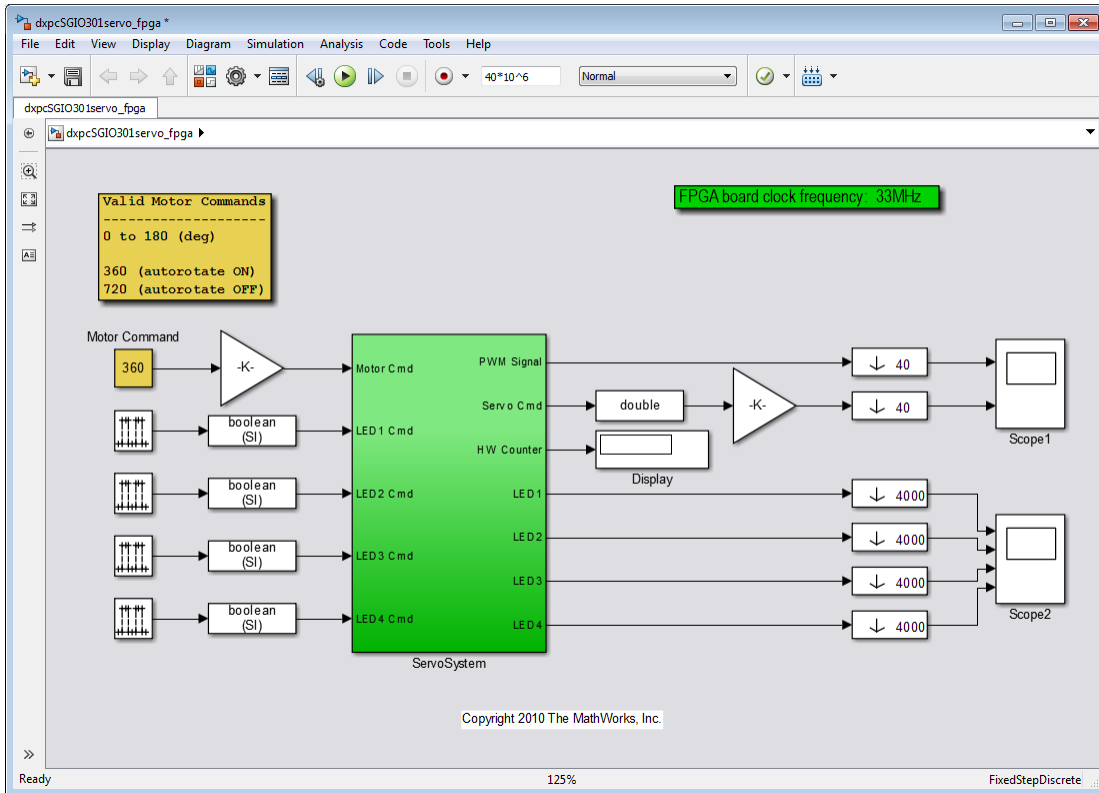 dxpcSGIO301servo_fpga *
File Edit View Display Diagram Simulation Analysis Code Tools Help
40*10^6 Normal
dxpcSGIO301servo_fpga
dxpcSGIO301servo_fpga
Valid Motor Commands
---------------------
0 to 180 (deg)
360 (autorotate ON)
720 (autorotate OFF)
FPGA board clock frequency: 33MHz
Motor Command
360
-K-
Motor Cmd
PWM Signal
40
boolean
(SI)
LED1 Cmd
Servo Cmd
double
-K-
40
Scope1
HW Counter
Display
boolean
(SI)
LED2 Cmd
LED1
4000
LED2
4000
boolean
(SI)
LED3 Cmd
LED3
4000
boolean
(SI)
LED4 Cmd
LED4
4000
Scope2
ServoSystem
Copyright 2010 The MathWorks, Inc.
Ready 125% FixedStepDiscrete